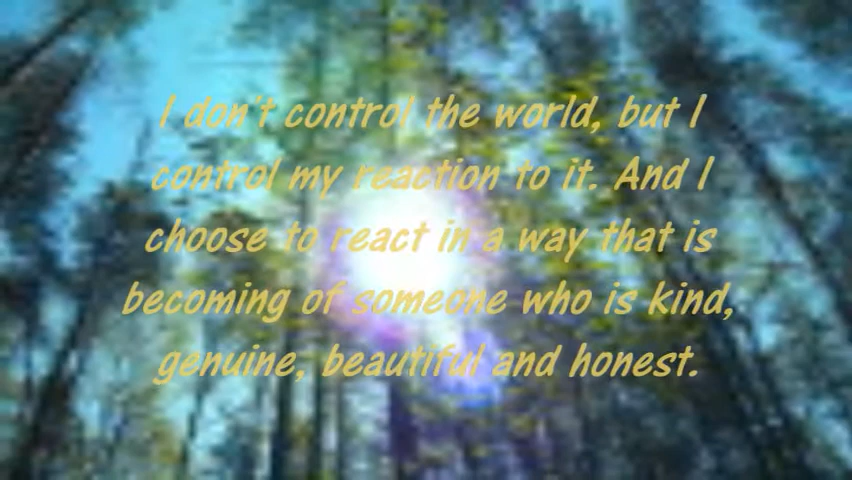 I don't control the world, but I
control my reaction to it. And I
choose to react in a way that is
becoming of someone who is kind,
genuine, beautiful and honest.